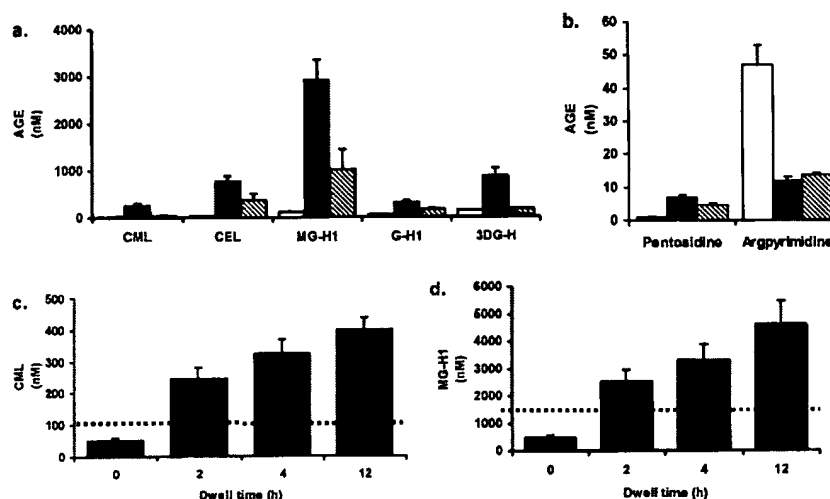 a.
AGE
(nM)
4000
3000
2000
1000
0
CML CEL MG-H1 G-H1 3DG-H
b.
AGE
(nM)
60
50
40
30
20
10
0
Pentosidine Argpyrimidine
c.
CML
(nM)
500
400
300
200
100
0
0 2 4 12
Dwell time (h)
d.
MG-H1
(nM)
6000
5000
4000
3000
2000
1000
0
0 2 4 12
Dwell time (h)